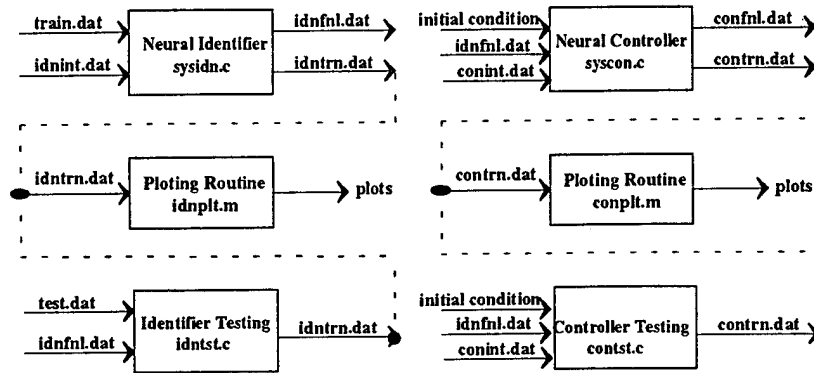 train.dat
idnint.dat
Neural Identifier
sysidn.c
idnfnl.dat
idntrn.dat
initial condition
idnfnl.dat
conint.dat
Neural Controller
syscon.c
confnl.dat
contrn.dat
idntrn.dat
Ploting Routine
idnplt.m
plots
contrn.dat
Ploting Routine
conplt.m
plots
test.dat
idnfnl.dat
Identifier Testing
idntst.c
idntrn.dat
initial condition
idnfnl.dat
conint.dat
Controller Testing
contst.c
contrn.dat